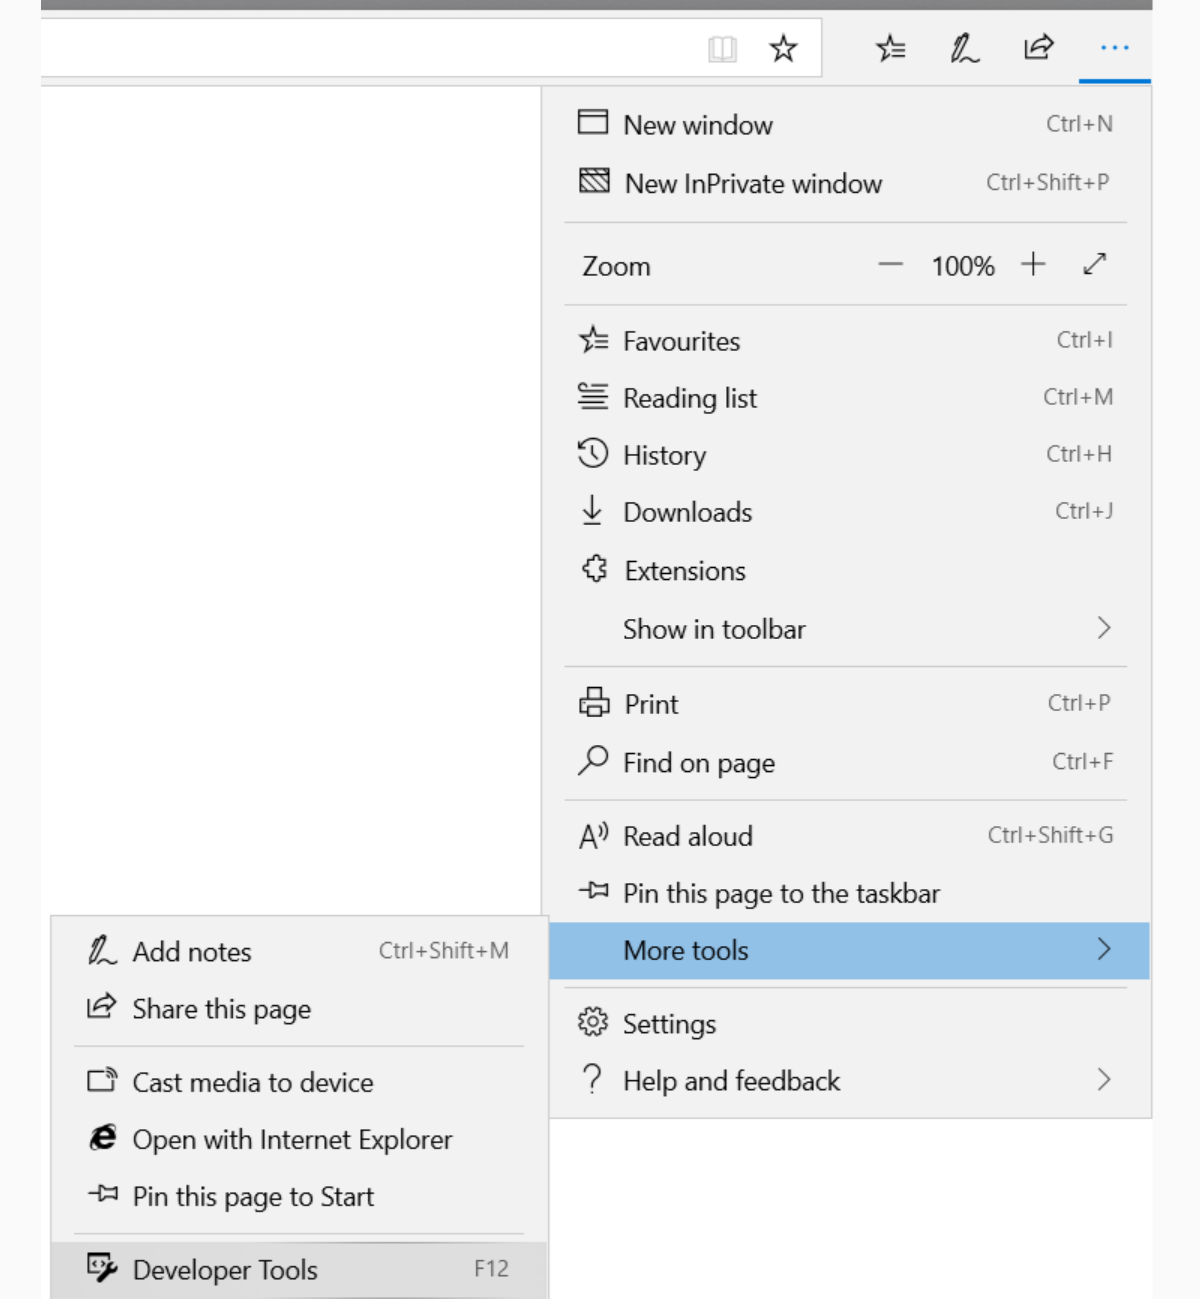 New window Ctrl+N
New InPrivate window Ctrl+Shift+P
Zoom — 100% +
Favourites Ctrl+I
Reading list Ctrl+M
History Ctrl+H
Downloads Ctrl+J
Extensions
Show in toolbar
Print Ctrl+P
Find on page Ctrl+F
Read aloud Ctrl+Shift+G
Pin this page to the taskbar
More tools
Settings
Help and feedback
Add notes Ctrl+Shift+M
Share this page
Cast media to device
Open with Internet Explorer
Pin this page to Start
Developer Tools F12